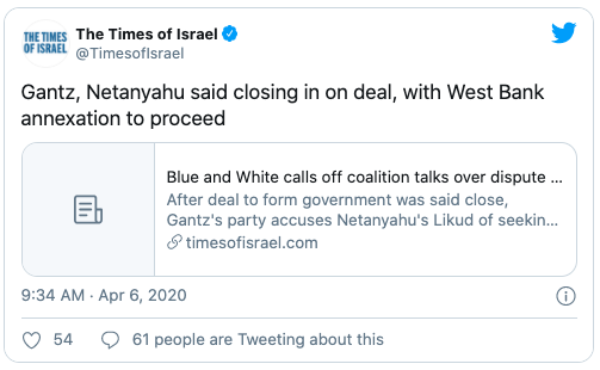 THE TIMES
OF ISRAEL
The Times of Israel
@TimesofIsrael
Gantz, Netanyahu said closing in on deal, with West Bank
annexation to proceed
Blue and White calls off coalition talks over dispute ...
After deal to form government was said close,
Gantz's party accuses Netanyahu's Likud of seekin...
timesofisrael.com
9:34 AM · Apr 6, 2020
54
61 people are Tweeting about this